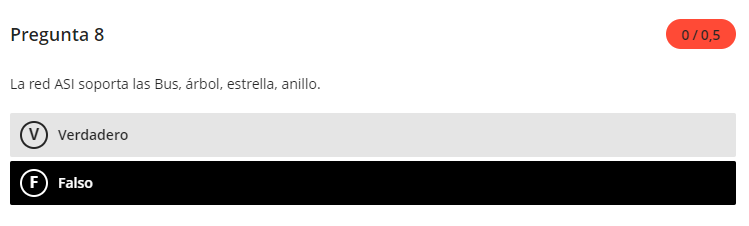 Pregunta 8
0 / 0,5
La red ASI soporta las Bus, árbol, estrella, anillo.
V Verdadero
F Falso